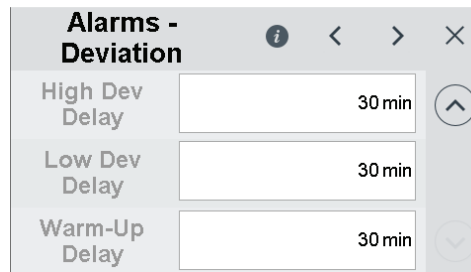 Alarms -
Deviation
High Dev
Delay
30 min
Low Dev
Delay
30 min
Warm-Up
Delay
30 min